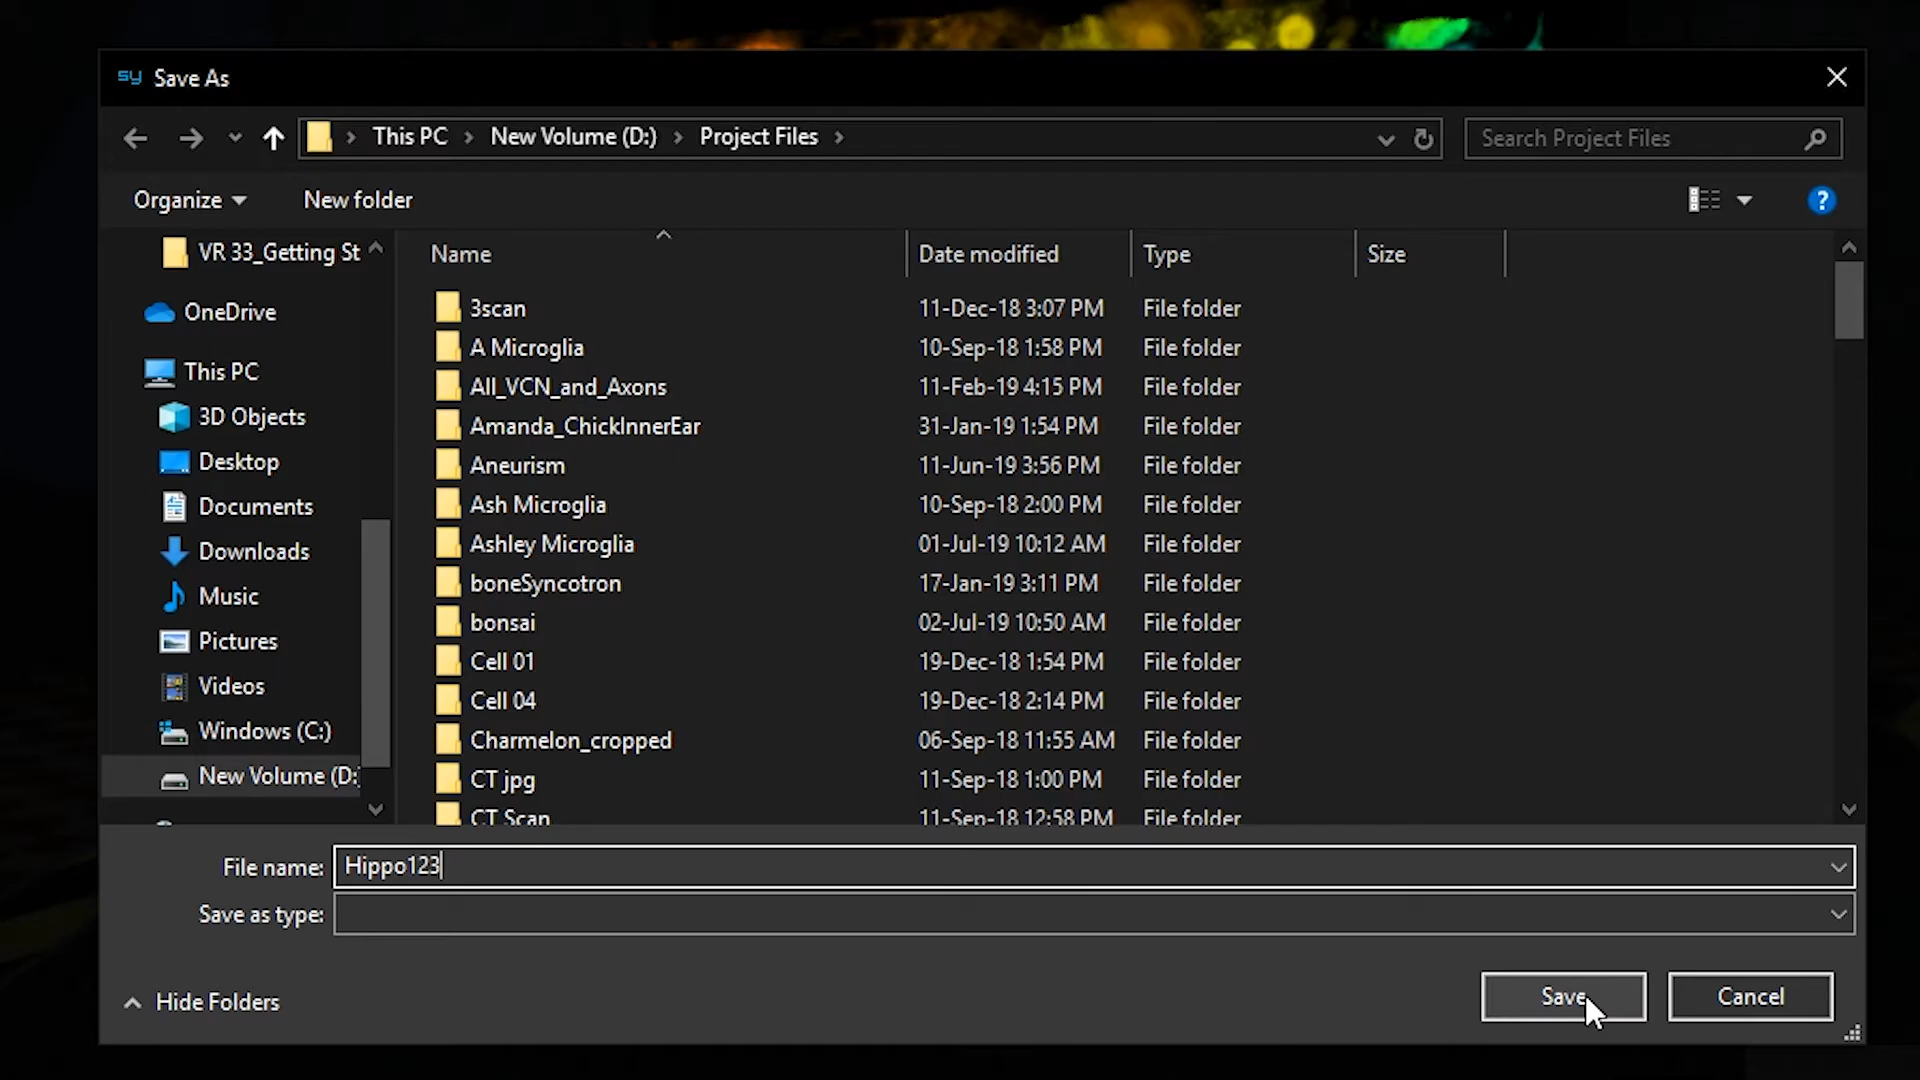 sy Save As
This PC > New Volume (D:) > Project Files >
Search Project Files
Organize New folder
?
VR 33_Getting St
OneDrive
This PC
3D Objects
Desktop
Documents
Downloads
Music
Pictures
Videos
Windows (C:)
New Volume (D:)
Name Date modified Type Size
3scan 11-Dec-18 3:07 PM File folder
A Microglia 10-Sep-18 1:58 PM File folder
All_VCN_and_Axons 11-Feb-19 4:15 PM File folder
Amanda_ChickInnerEar 31-Jan-19 1:54 PM File folder
Aneurism 11-Jun-19 3:56 PM File folder
Ash Microglia 10-Sep-18 2:00 PM File folder
Ashley Microglia 01-Jul-19 10:12 AM File folder
boneSyncotron 17-Jan-19 3:11 PM File folder
bonsai 02-Jul-19 10:50 AM File folder
Cell 01 19-Dec-18 1:54 PM File folder
Cell 04 19-Dec-18 2:14 PM File folder
Charmelon_cropped 06-Sep-18 11:55 AM File folder
CT jpg 11-Sep-18 1:00 PM File folder
CT Scan 11-Sep-18 12:58 PM File folder
File name: Hippo123
Save as type:
Hide Folders
Save Cancel